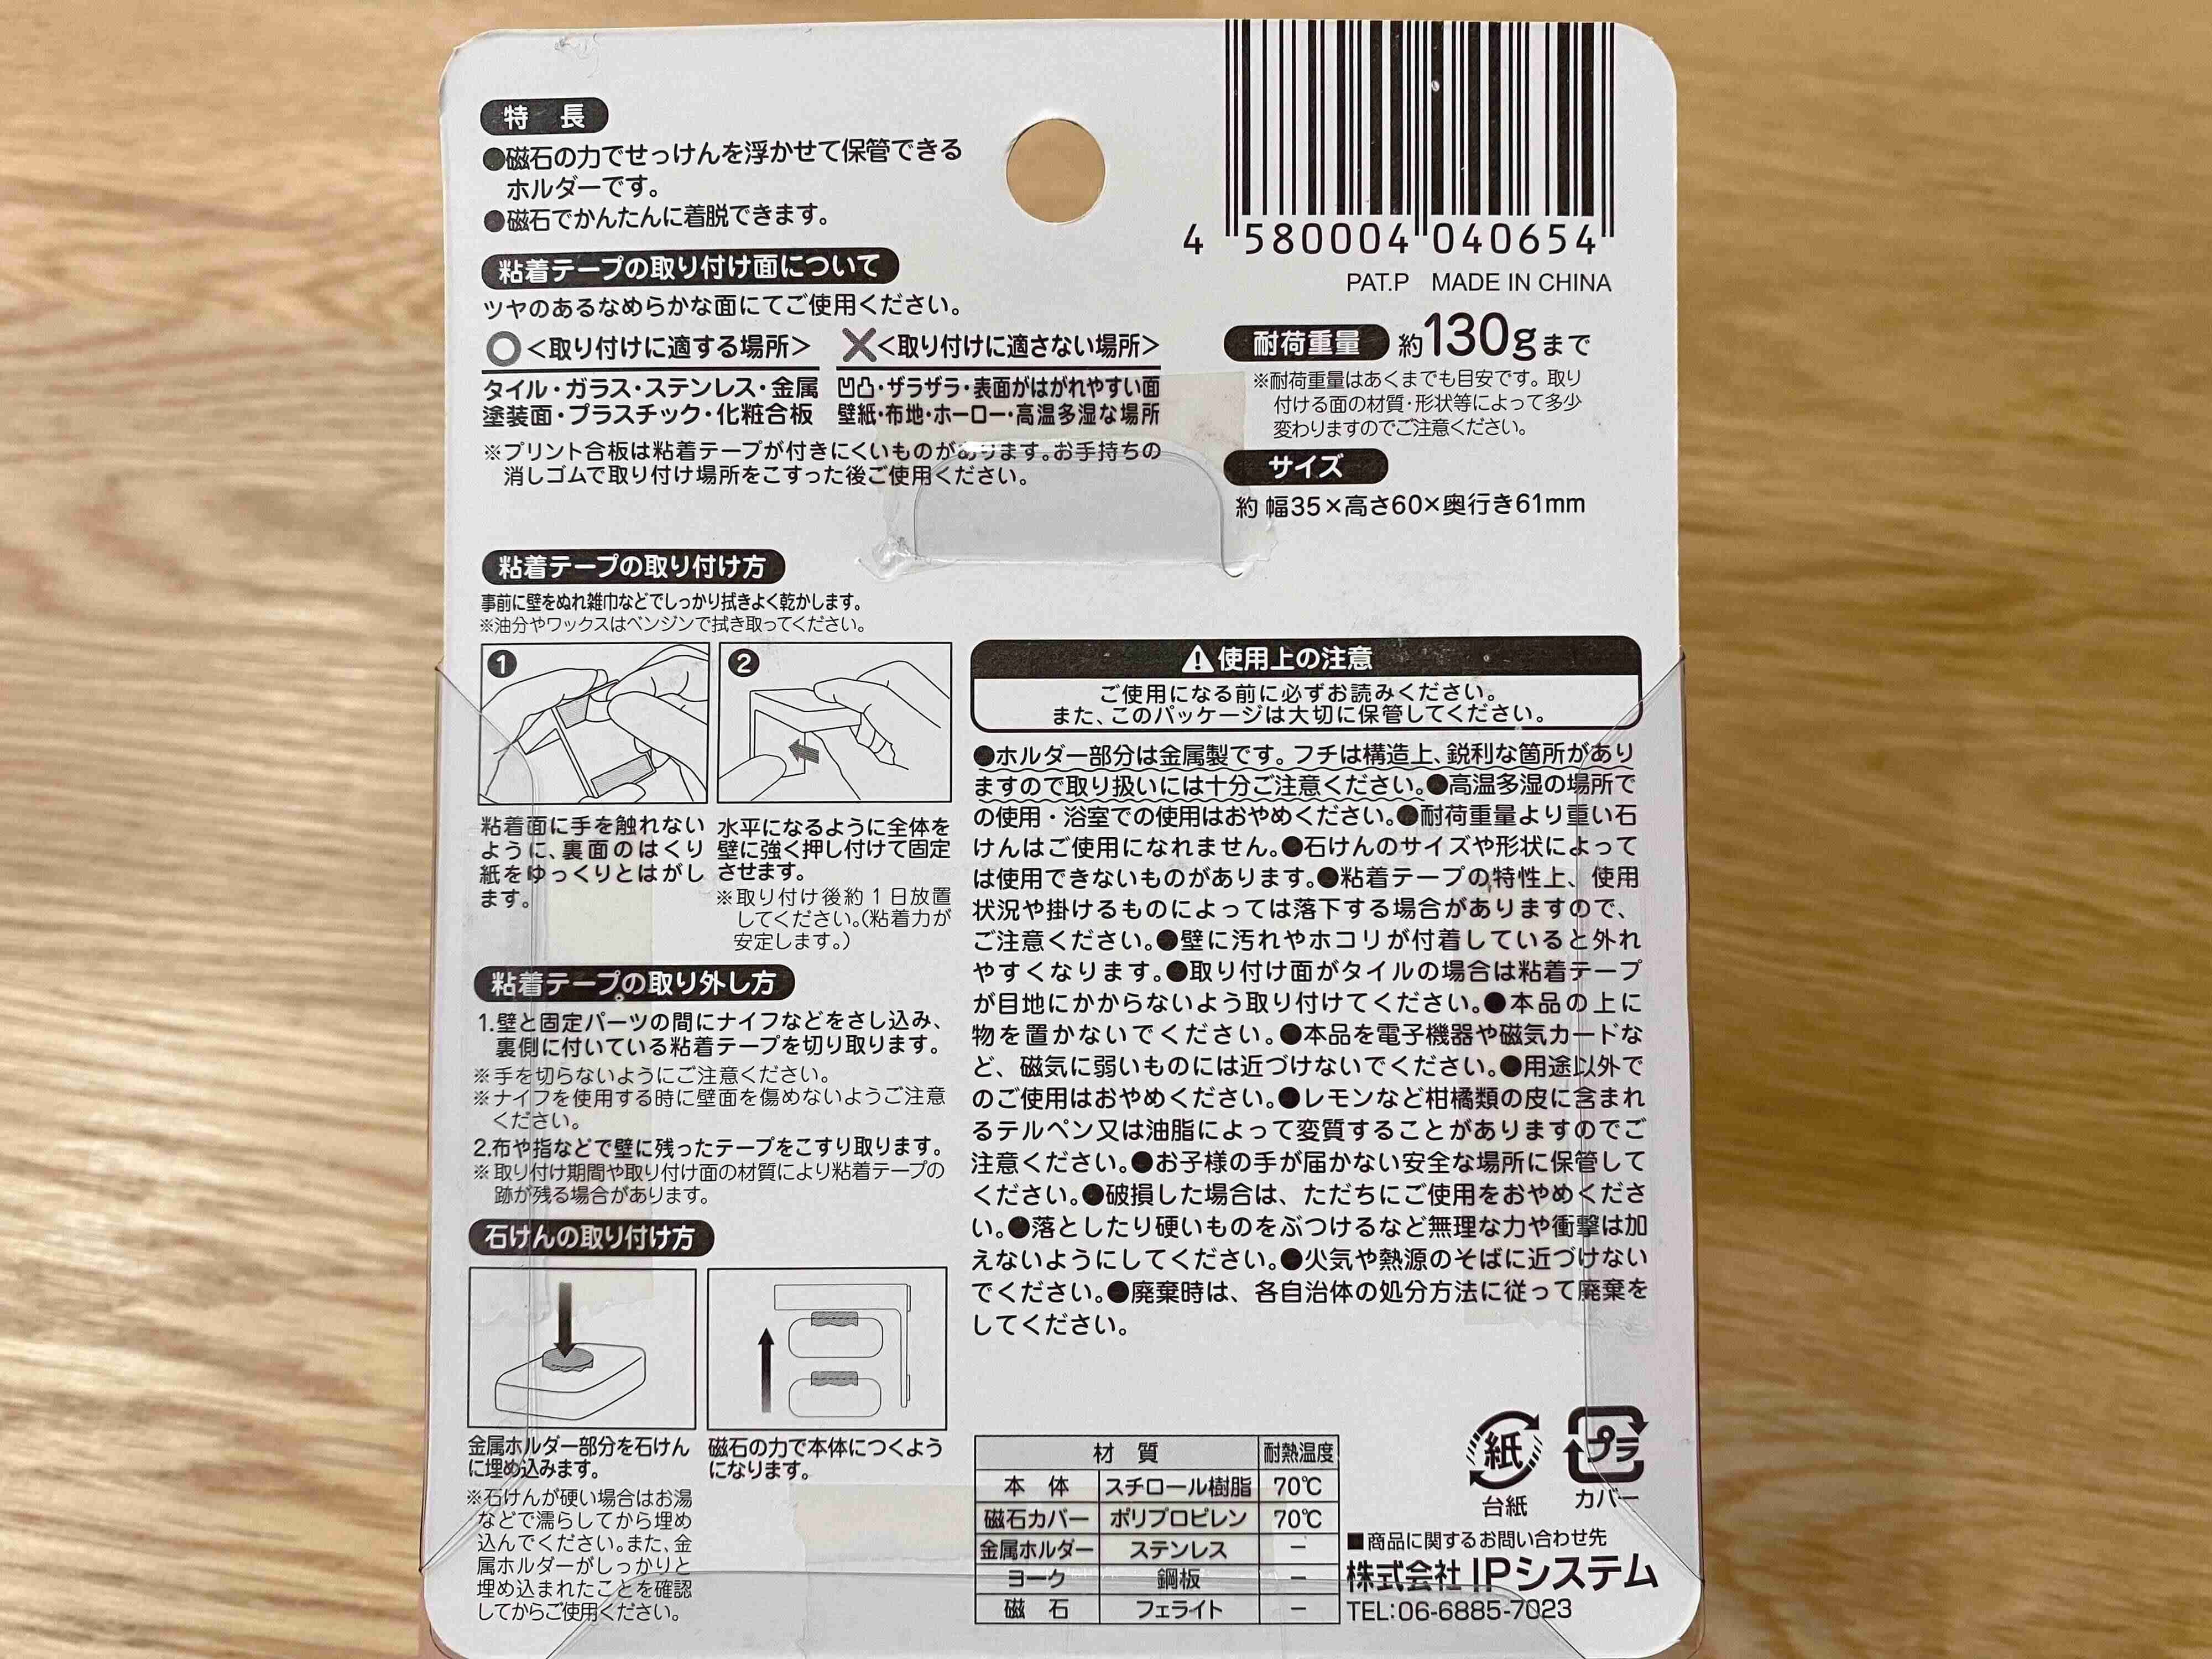 特 長
●磁石の力でせっけんを浮かせて保管できる
ホルダーです。
●磁石でかんたんに着脱できます。
粘着テープの取り付け面について
ツヤのあるなめらかな面にてご使用ください。
○<取り付けに適する場所>
タイル・ガラス・ステンレス・金属
塗装面・プラスチック・化粧合板
×<取り付けに適さない場所>
凹凸・ザラザラ・表面がはがれやすい面
壁紙・布地・ホーロー・高温多湿な場所
※プリント合板は粘着テープが付きにくいものがあります。お手持ちの
消しゴムで取り付け場所をこすった後ご使用ください。
4 580004 040654
PAT.P MADE IN CHINA
耐荷重量 約130gまで
※耐荷重量はあくまでも目安です。取り
付ける面の材質・形状等によって多少
変わりますのでご注意ください。
サイズ
約 幅35×高さ60×奥行き61mm
粘着テープの取り付け方
事前に壁をぬれ雑巾などでしっかり拭きよく乾かします。
※油分やワックスはベンジンで拭き取ってください。
1
粘着面に手を触れない
ように、裏面のはくり
紙をゆっくりとはがし
ます。
2
水平になるように全体を
壁に強く押し付けて固定
させます。
※取り付け後約1日放置
してください。(粘着力が
安定します。)
粘着テープの取り外し方
1.壁と固定パーツの間にナイフなどをさし込み、
裏側に付いている粘着テープを切り取ります。
※手を切らないようにご注意ください。
※ナイフを使用する時に壁面を傷めないようご注意
ください。
2.布や指などで壁に残ったテープをこすり取ります。
※取り付け期間や取り付け面の材質により粘着テープの
跡が残る場合があります。
石けんの取り付け方
金属ホルダー部分を石けん
に埋め込みます。
※石けんが硬い場合はお湯
などで濡らしてから埋め
込んでください。また、金
属ホルダーがしっかりと
埋め込まれたことを確認
してからご使用ください。
磁石の力で本体につくよう
になります。
⚠使用上の注意
ご使用になる前に必ずお読みください。
また、このパッケージは大切に保管してください。
●ホルダー部分は金属製です。フチは構造上、鋭利な箇所があり
ますので取り扱いには十分ご注意ください。●高温多湿の場所で
の使用・浴室での使用はおやめください。●耐荷重量より重い石
けんはご使用になれません。●石けんのサイズや形状によって
は使用できないものがあります。●粘着テープの特性上、使用
状況や掛けるものによっては落下する場合がありますので、
ご注意ください。●壁に汚れやホコリが付着していると外れ
やすくなります。●取り付け面がタイルの場合は粘着テープ
が目地にかからないよう取り付けてください。●本品の上に
物を置かないでください。●本品を電子機器や磁気カードな
ど、磁気に弱いものには近づけないでください。●用途以外で
のご使用はおやめください。●レモンなど柑橘類の皮に含まれ
るテルペン又は油脂によって変質することがありますのでご
注意ください。●お子様の手が届かない安全な場所に保管して
ください。●破損した場合は、ただちにご使用をおやめくださ
い。●落としたり硬いものをぶつけるなど無理な力や衝撃は加
えないようにしてください。●火気や熱源のそばに近づけない
でください。●廃棄時は、各自治体の処分方法に従って廃棄を
してください。
材 質 耐熱温度
本 体 スチロール樹脂 70℃
磁石カバー ポリプロピレン 70℃
金属ホルダー ステンレス −
ヨーク 鋼板 −
磁 石 フェライト −
紙 プラ
台紙 カバー
■商品に関するお問い合わせ先
株式会社 IPシステム
TEL:06-6885-7023